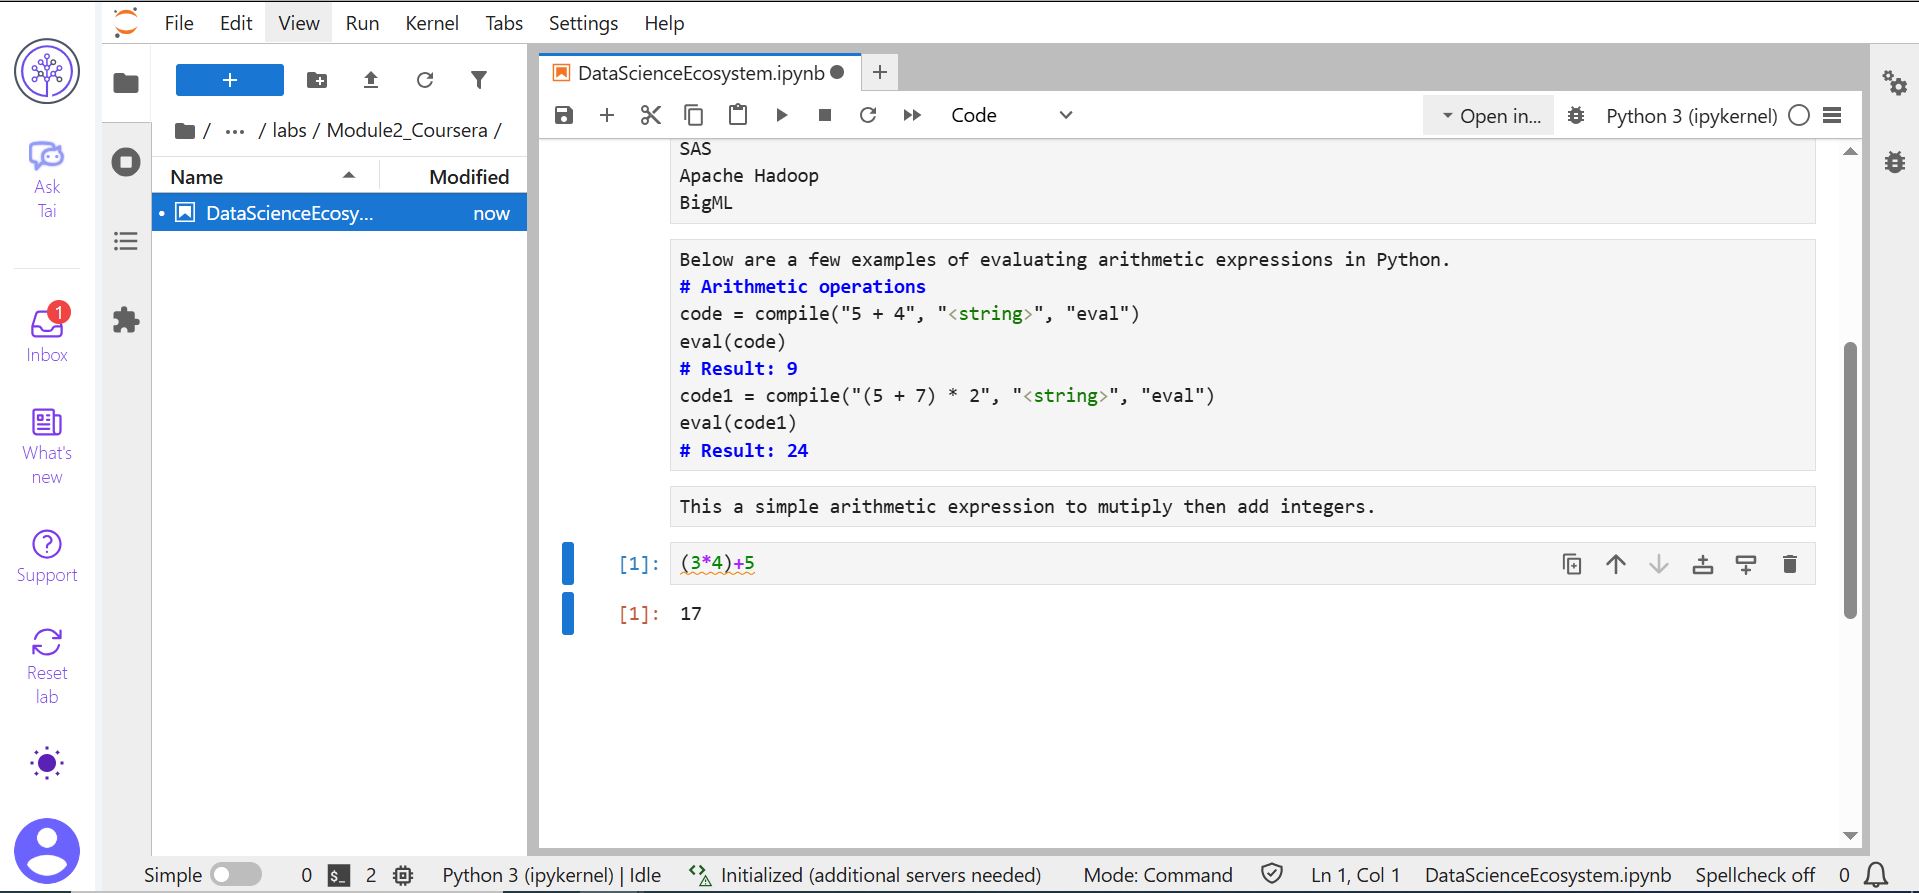 File Edit View Run Kernel Tabs Settings Help
Ask
Tai
1
Inbox
What's
new
Support
Reset
lab
+
/ ... / labs / Module2_Coursera /
Name Modified
DataScienceEcosy... now
DataScienceEcosystem.ipynb
Code
Open in... Python 3 (ipykernel)
SAS
Apache Hadoop
BigML
Below are a few examples of evaluating arithmetic expressions in Python.
# Arithmetic operations
code = compile("5 + 4", "<string>", "eval")
eval(code)
# Result: 9
code1 = compile("(5 + 7) * 2", "<string>", "eval")
eval(code1)
# Result: 24
This a simple arithmetic expression to mutiply then add integers.
[1]: (3*4)+5
[1]: 17
Simple 0 $_ 2 Python 3 (ipykernel) | Idle Initialized (additional servers needed) Mode: Command Ln 1, Col 1 DataScienceEcosystem.ipynb Spellcheck off 0